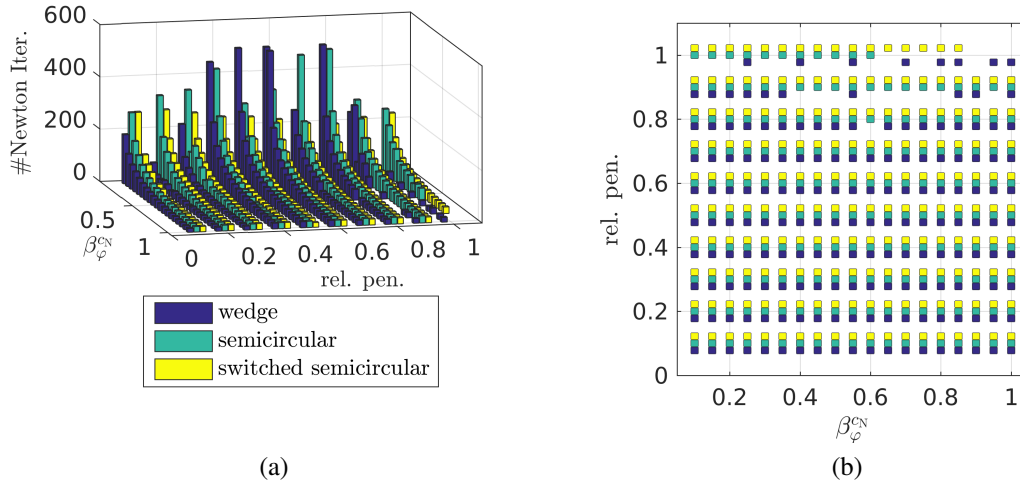 600
400
200
0
#Newton Iter.
0.5
1
β_φ^{c_N}
0
0.2
0.4
0.6
0.8
1
rel. pen.
wedge
semicircular
switched semicircular
(a)
1
0.8
0.6
0.4
0.2
0
rel. pen.
0.2
0.4
0.6
0.8
1
β_φ^{c_N}
(b)